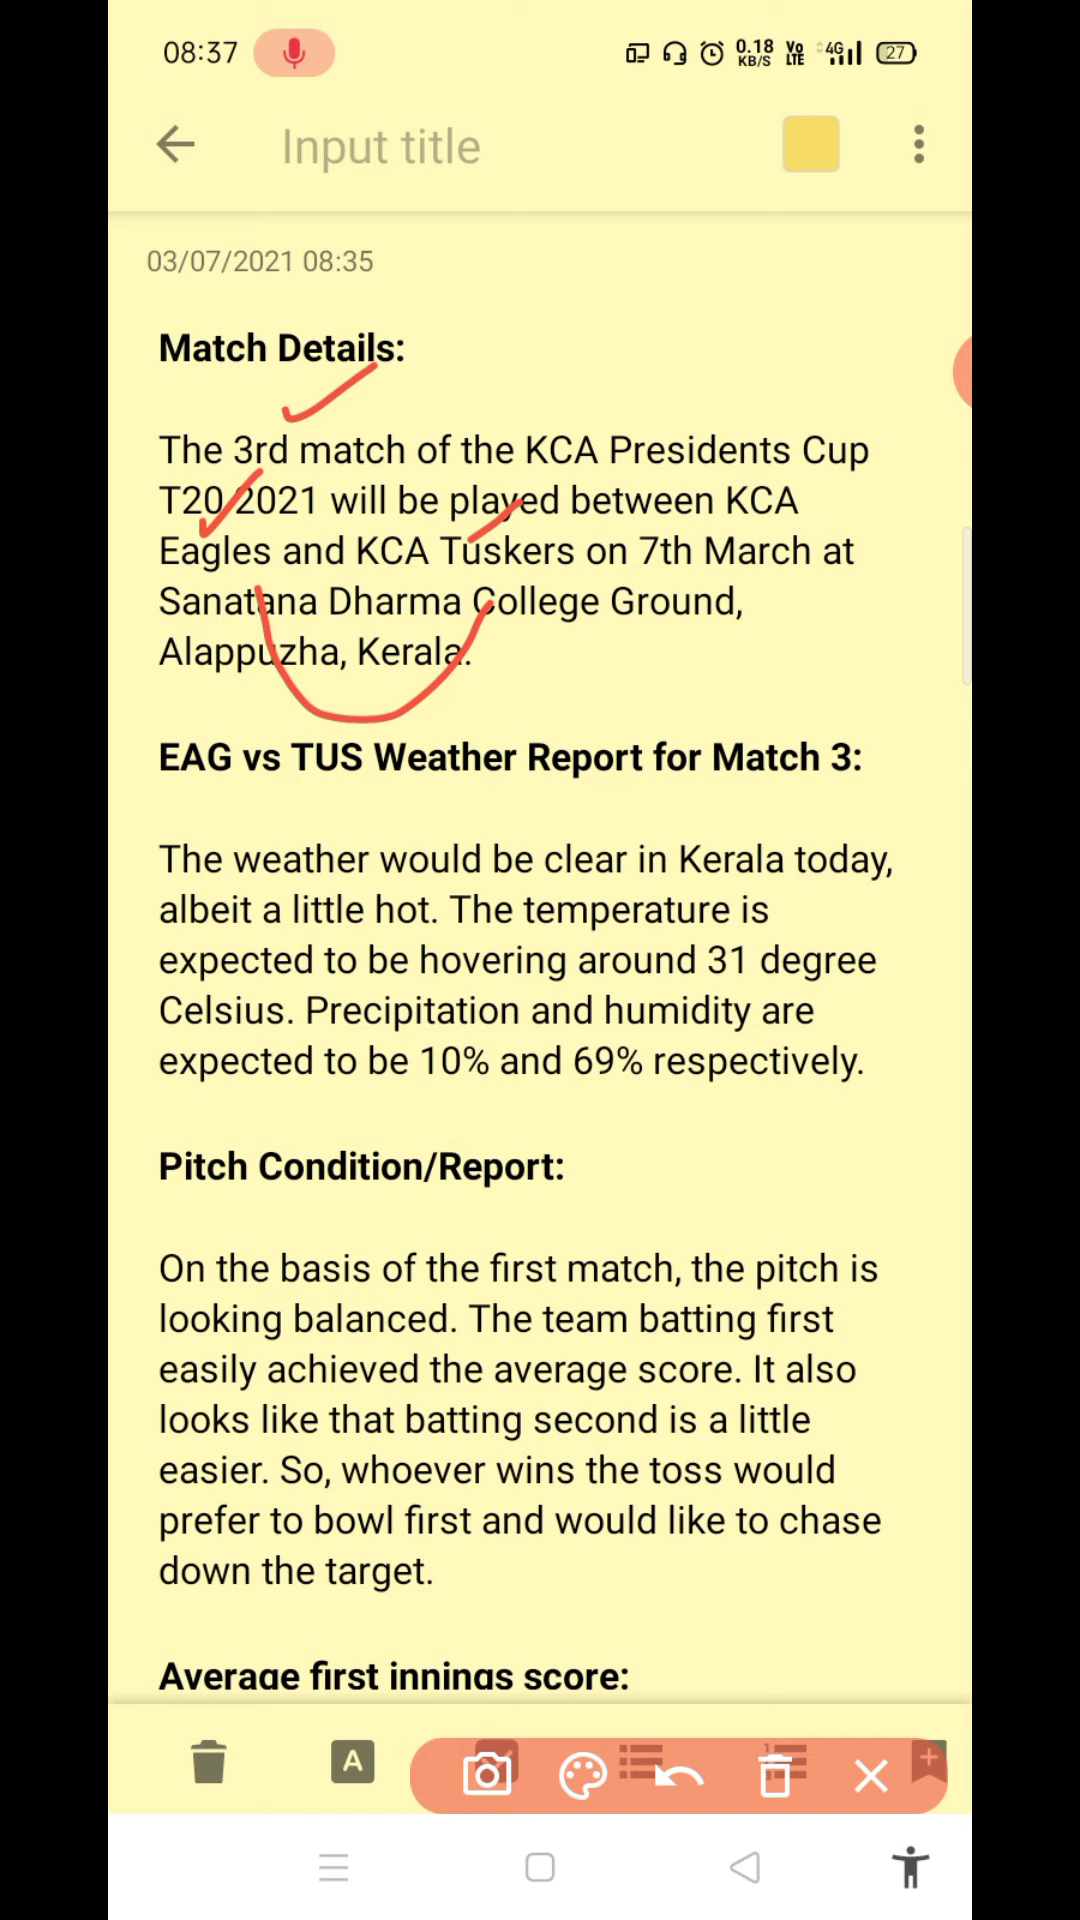 08:37
0.18 KB/S Vo LTE 4G 27
Input title
03/07/2021 08:35
Match Details:
The 3rd match of the KCA Presidents Cup
T20 2021 will be played between KCA
Eagles and KCA Tuskers on 7th March at
Sanatana Dharma College Ground,
Alappuzha, Kerala.
EAG vs TUS Weather Report for Match 3:
The weather would be clear in Kerala today,
albeit a little hot. The temperature is
expected to be hovering around 31 degree
Celsius. Precipitation and humidity are
expected to be 10% and 69% respectively.
Pitch Condition/Report:
On the basis of the first match, the pitch is
looking balanced. The team batting first
easily achieved the average score. It also
looks like that batting second is a little
easier. So, whoever wins the toss would
prefer to bowl first and would like to chase
down the target.
Average first innings score:
A